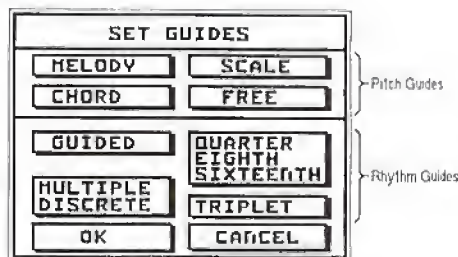 SET GUIDES
MELODY SCALE
CHORD FREE
Pitch Guides
GUIDED QUARTER
EIGHTH
SIXTEENTH
Rhythm Guides
MULTIPLE
DISCRETE TRIPLET
OK CANCEL